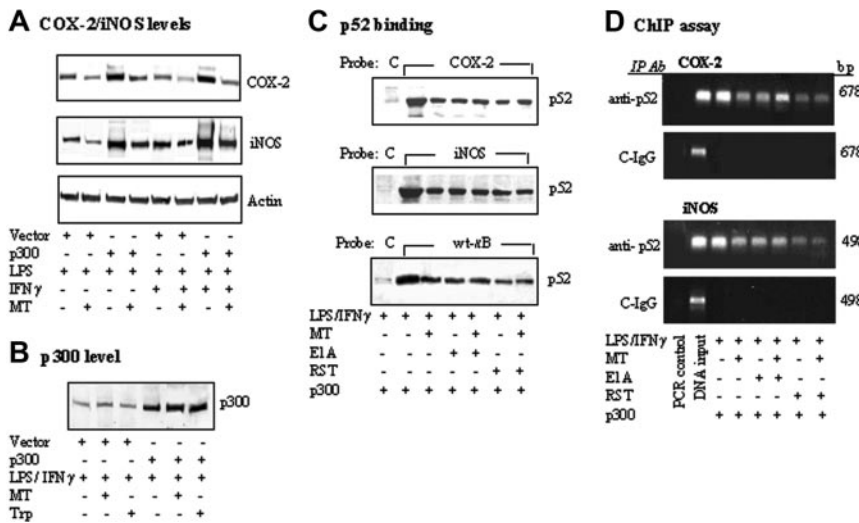 A COX-2/iNOS levels
COX-2
iNOS
Actin
Vector + + - - + + - -
p300 - - + + - - + +
LPS + + + + + + + +
IFNγ - - - - + + + +
MT - + - + - + - +
B p300 level
p300
Vector + + + - - -
p300 - - - + + +
LPS/IFNγ + + + + + +
MT - + - - + -
Trp - - + - - +
C p52 binding
Probe: C COX-2
p52
Probe: C iNOS
p52
Probe: C wt-κB
p52
LPS/IFNγ + + + + + + +
MT - - + - + - +
E1A - - - + + - -
RST - - - - - + +
p300 + + + + + + +
D ChIP assay
IP Ab COX-2 bp
anti-p52 678
C-IgG 678
iNOS
anti-p52 498
C-IgG 498
PCR control
DNA input
LPS/IFNγ + + + + + +
MT - + - + - +
E1A - - + + - -
RST - - - - + +
p300 + + + + + +